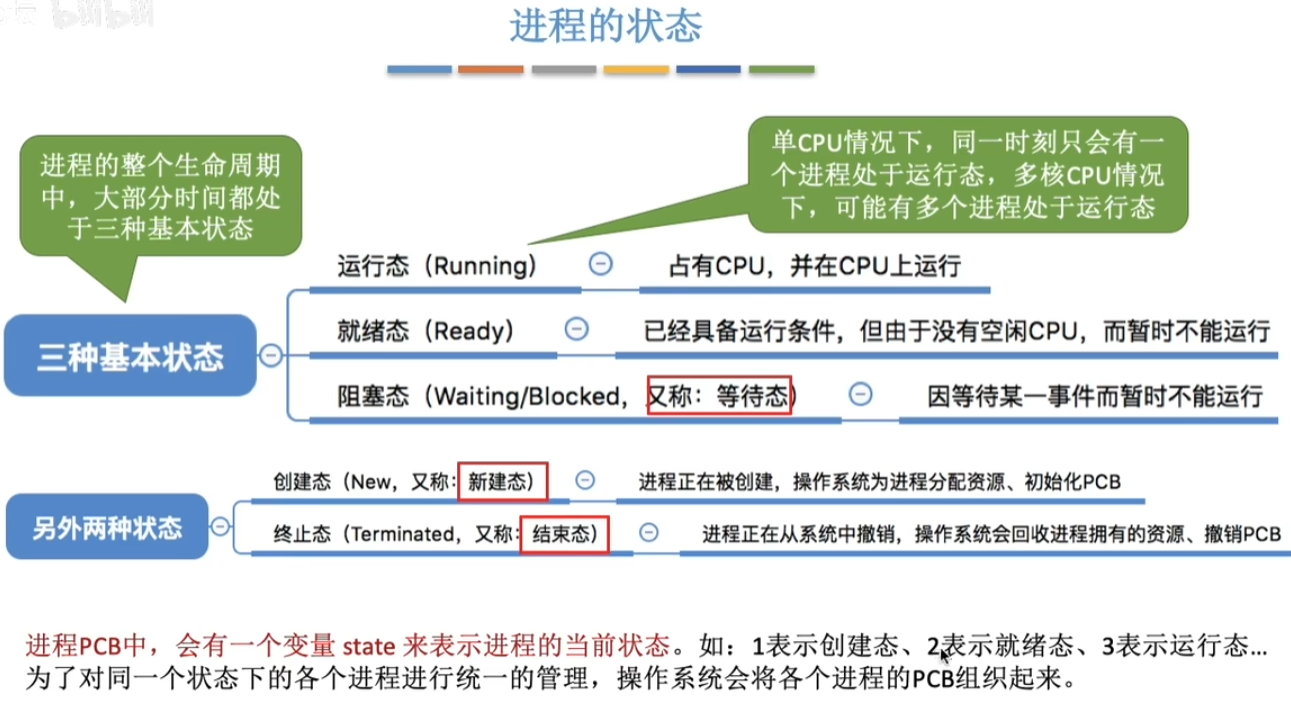 bilibili
进程的状态
进程的整个生命周期
中，大部分时间都处
于三种基本状态
单CPU情况下，同一时刻只会有一
个进程处于运行态，多核CPU情况
下，可能有多个进程处于运行态
三种基本状态
运行态（Running） 占有CPU，并在CPU上运行
就绪态（Ready） 已经具备运行条件，但由于没有空闲CPU，而暂时不能运行
阻塞态（Waiting/Blocked，又称：等待态） 因等待某一事件而暂时不能运行
另外两种状态
创建态（New，又称：新建态） 进程正在被创建，操作系统为进程分配资源、初始化PCB
终止态（Terminated，又称：结束态） 进程正在从系统中撤销，操作系统会回收进程拥有的资源、撤销PCB
进程PCB中，会有一个变量 state 来表示进程的当前状态。如：1表示创建态、2表示就绪态、3表示运行态…
为了对同一个状态下的各个进程进行统一的管理，操作系统会将各个进程的PCB组织起来。